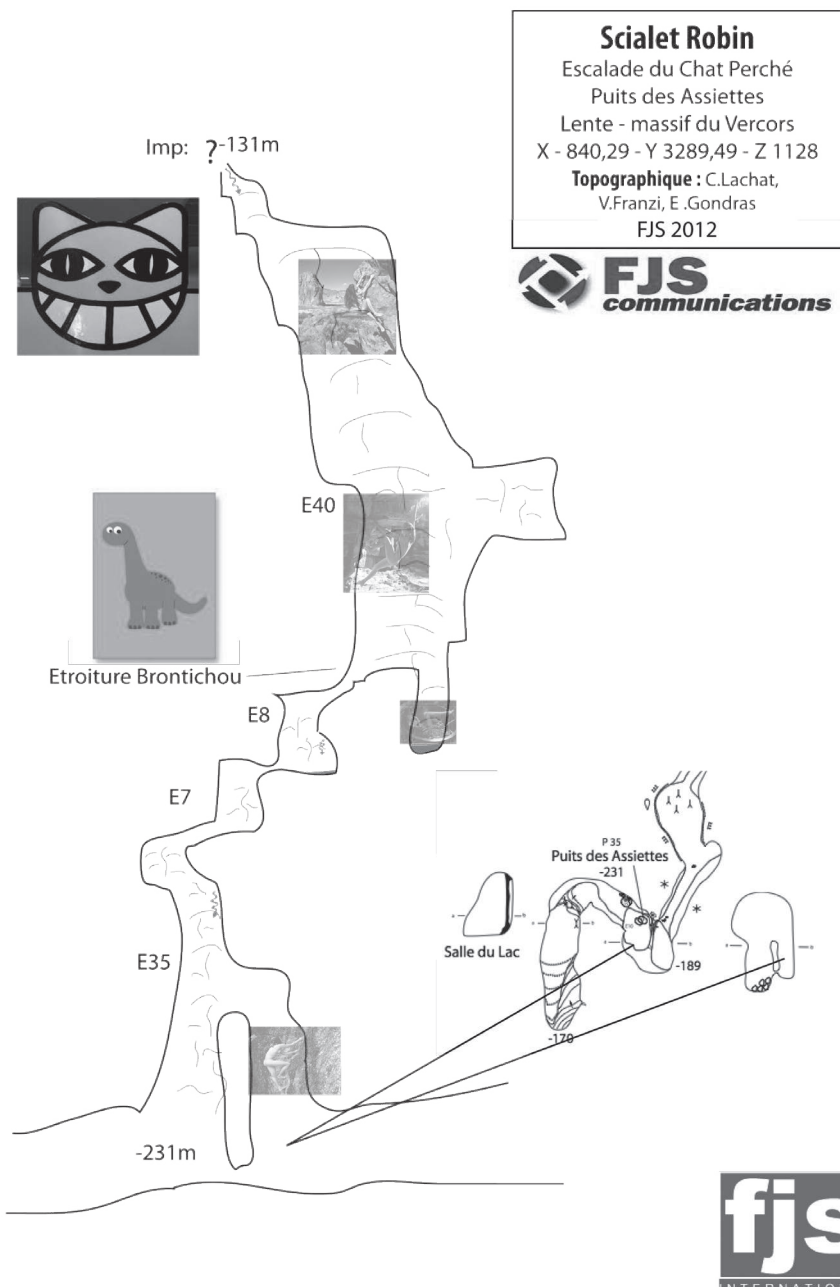 Scialet Robin
Escalade du Chat Perché
Puits des Assiettes
Lente - massif du Vercors
X - 840,29 - Y 3289,49 - Z 1128
Topographique : C.Lachat,
V.Franzi, E .Gondras
FJS 2012
FJS
communications
Imp: ?-131m
E40
Etroiture Brontichou
E8
E7
E35
-231m
P 35
Puits des Assiettes
-231
Salle du Lac
-189
-170
fjs